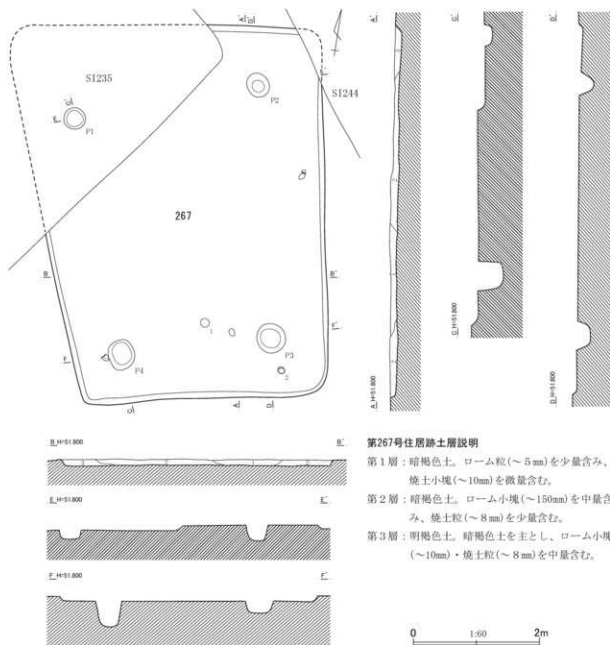 SI235
SI244
P1
P2
267
P3
P4
1
2
B
B'
F
F'
A
D
C
E
A H=51.800
A'
C H=51.800
C'
D H=51.800
D'
B H=51.800
B'
E H=51.800
E'
F H=51.800
F'
第267号住居跡土層説明
第1層：暗褐色土。ローム粒(～5㎜)を少量含み、
焼土小塊(～10㎜)を微量含む。
第2層：暗褐色土。ローム小塊(～150㎜)を中量含
み、焼土粒(～8㎜)を少量含む。
第3層：明褐色土。暗褐色土を主とし、ローム小塊
(～10㎜)・焼土粒(～8㎜)を中量含む。
0
1:60
2m